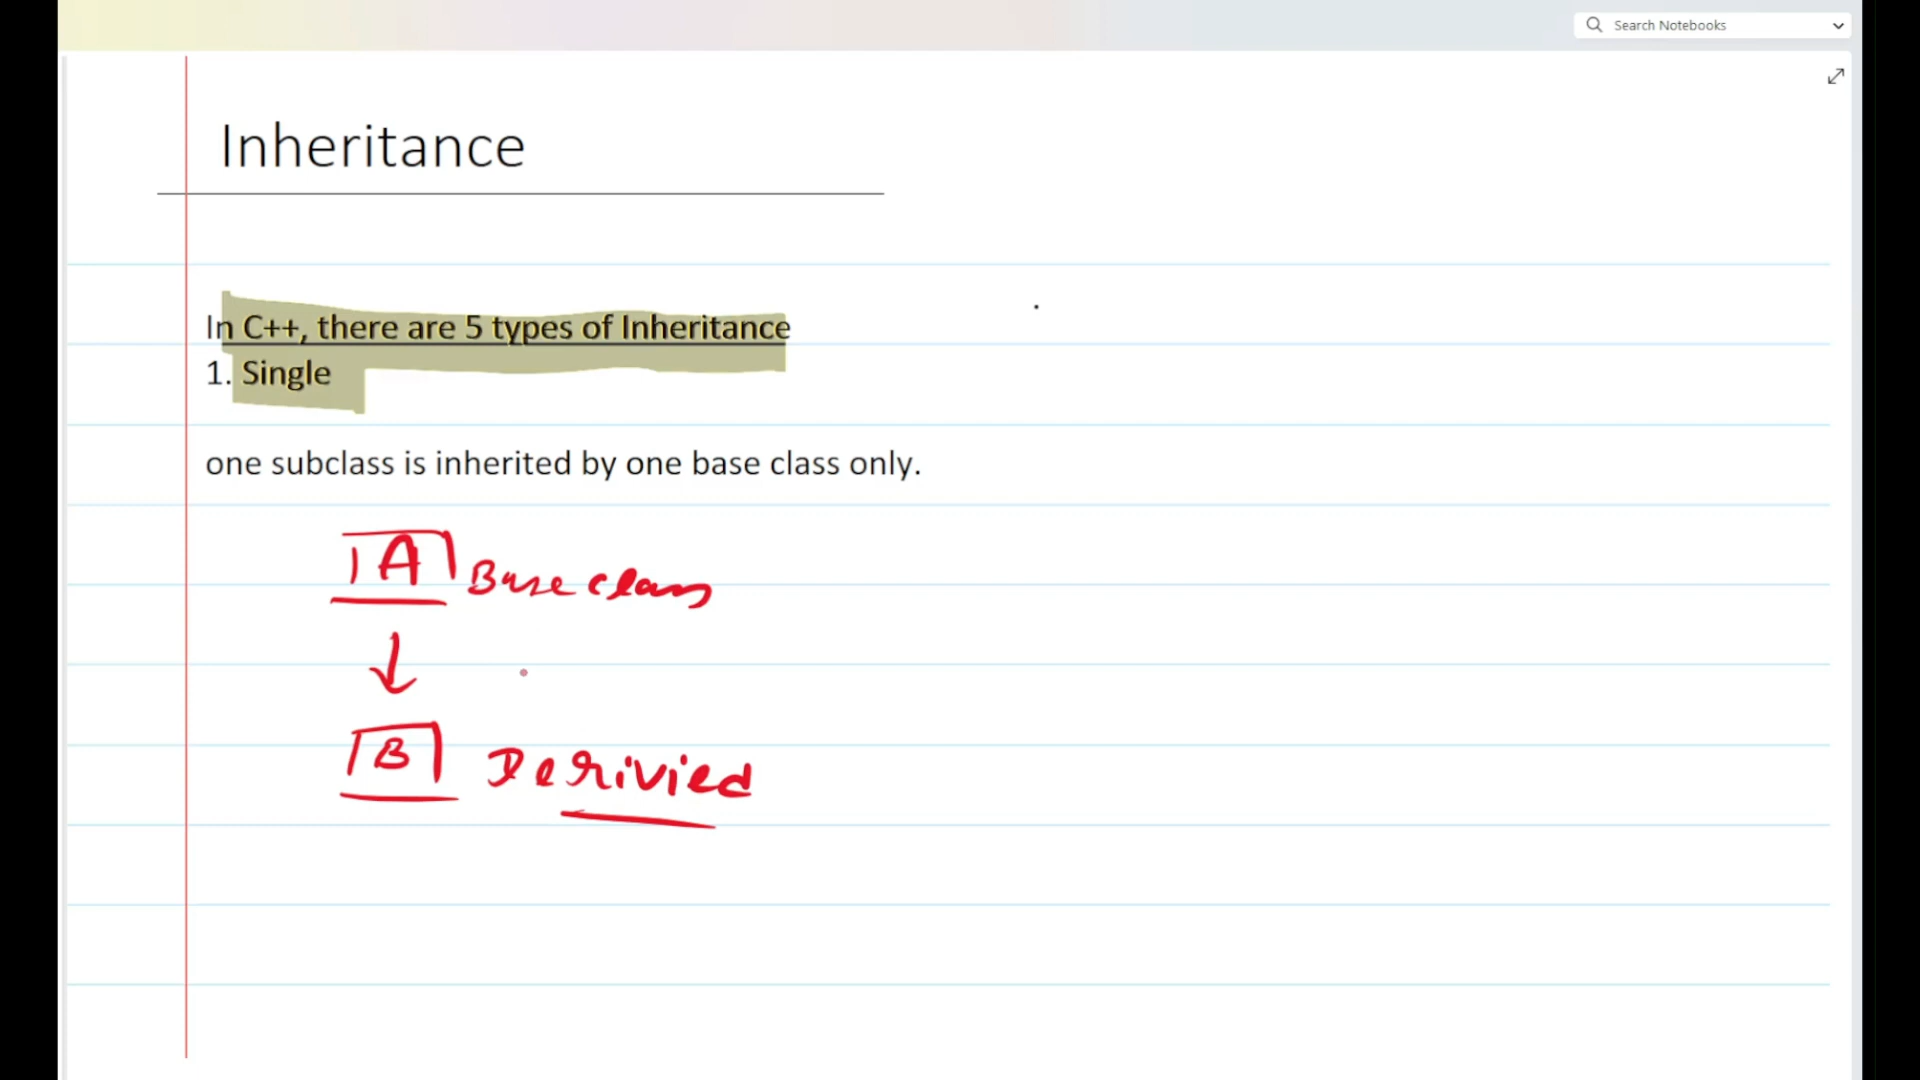 Search Notebooks
Inheritance
In C++, there are 5 types of Inheritance
1. Single
one subclass is inherited by one base class only.
A Base class
B Derivied